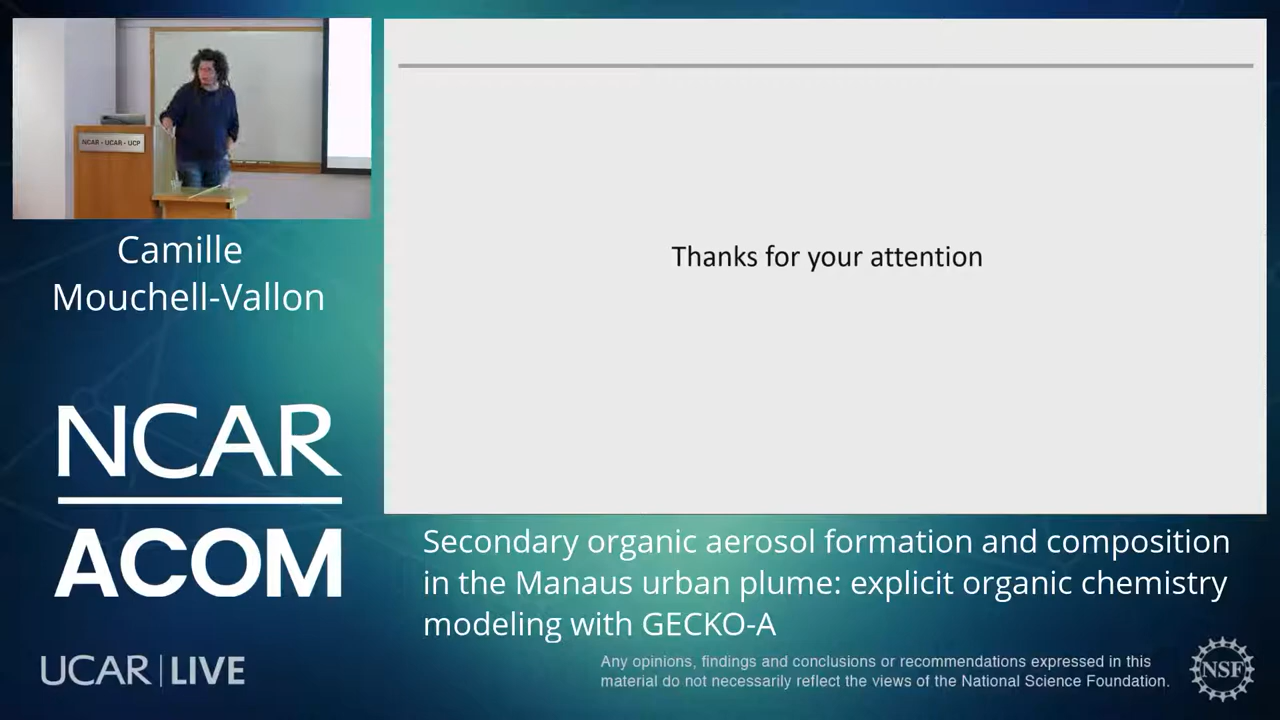 NCAR - UCAR - UCP
Camille
Mouchell-Vallon
NCAR
ACOM
UCAR | LIVE
Thanks for your attention
Secondary organic aerosol formation and composition
in the Manaus urban plume: explicit organic chemistry
modeling with GECKO-A
Any opinions, findings and conclusions or recommendations expressed in this
material do not necessarily reflect the views of the National Science Foundation.
NSF